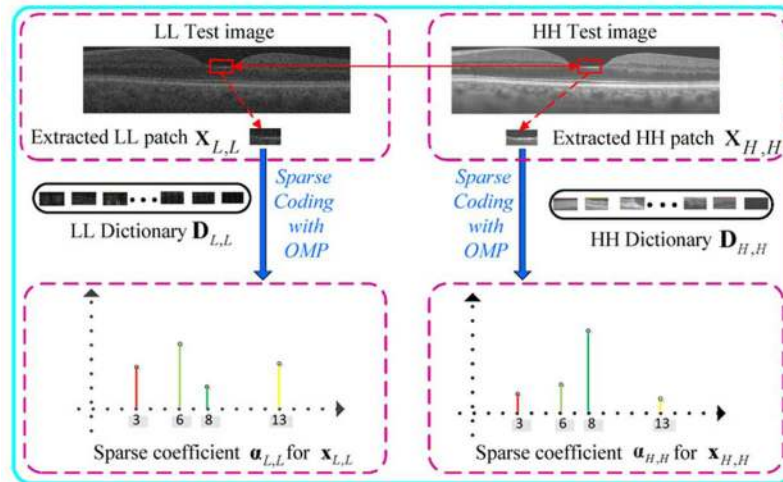 LL Test image
HH Test image
Extracted LL patch X_{L,L}
Extracted HH patch X_{H,H}
Sparse
Coding
with
OMP
Sparse
Coding
with
OMP
LL Dictionary D_{L,L}
HH Dictionary D_{H,H}
3 6 8 13
3 6 8 13
Sparse coefficient α_{L,L} for x_{L,L}
Sparse coefficient α_{H,H} for x_{H,H}